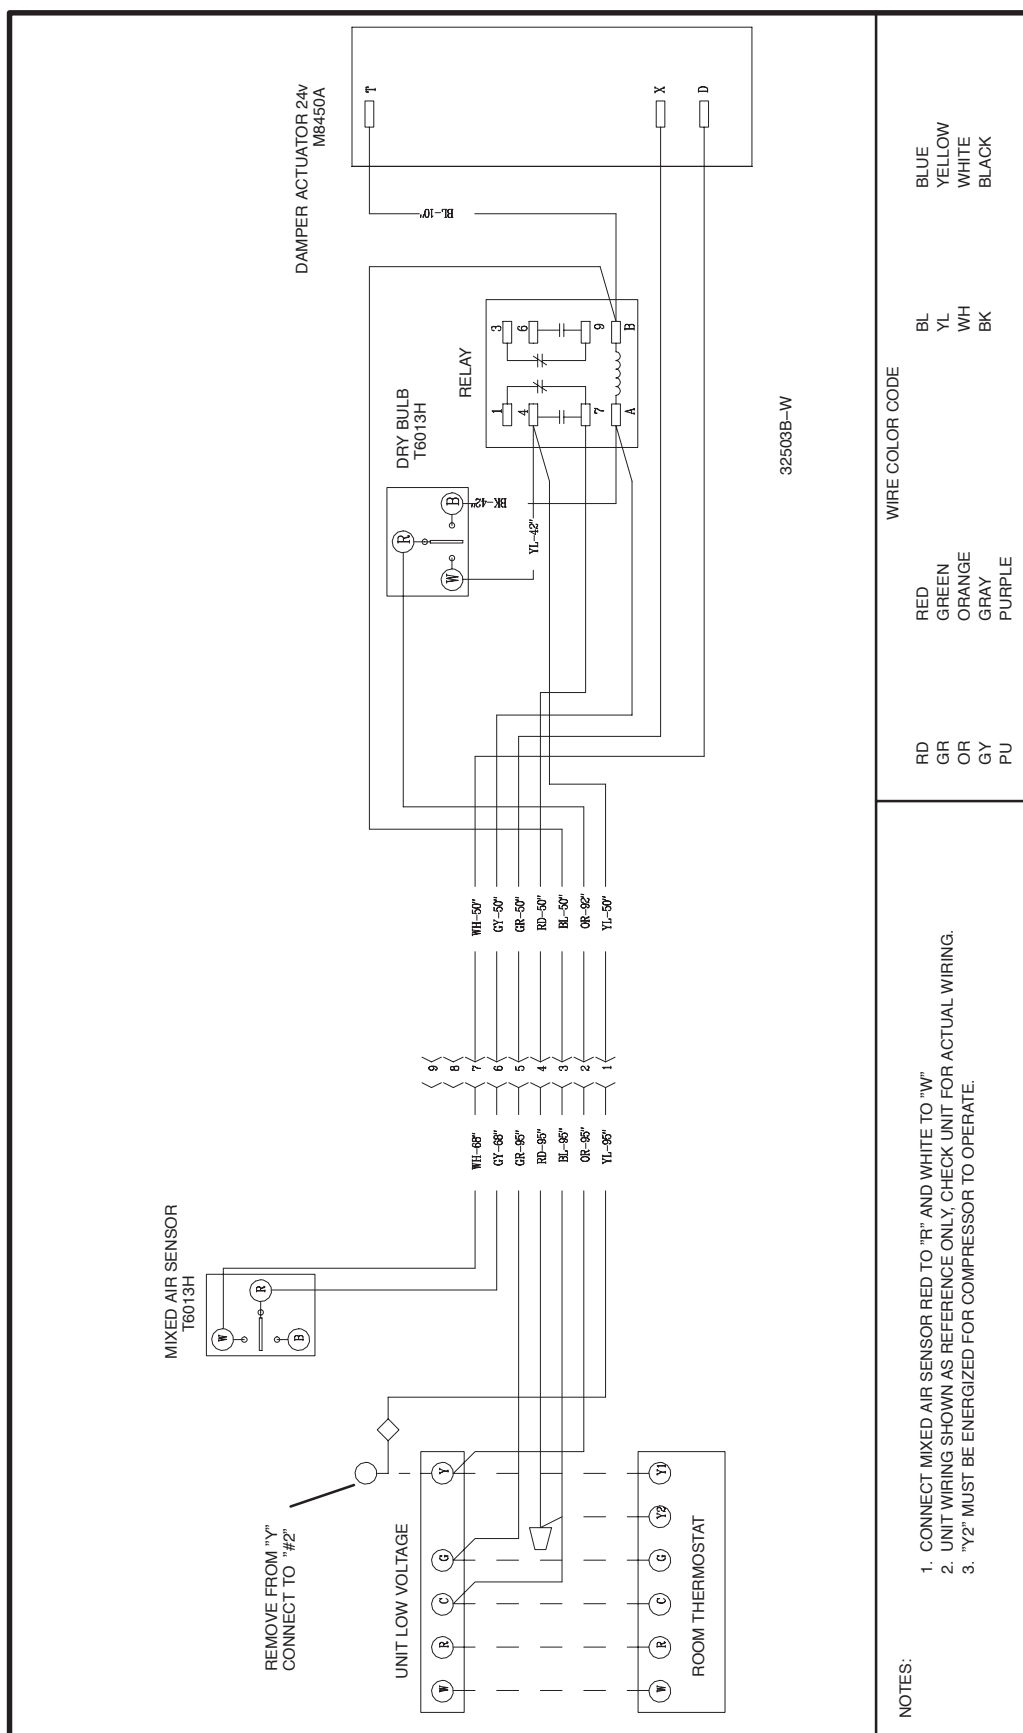 DAMPER ACTUATOR 24v
M8450A
T
X
D
BL-10"
RELAY
3
6
9
B
1
4
7
A
DRY BULB
T6013H
R
B
W
BK-42"
YL-42"
32503B-W
WH-50"
GY-50"
GR-50"
RD-50"
BL-50"
OR-92"
YL-50"
9
8
7
6
5
4
3
2
1
WH-68"
GY-68"
GR-95"
RD-95"
BL-95"
OR-95"
YL-95"
MIXED AIR SENSOR
T6013H
W
R
B
REMOVE FROM "Y"
CONNECT TO "#2"
UNIT LOW VOLTAGE
W
R
C
G
Y
ROOM THERMOSTAT
W
R
C
G
Y2
Y1
NOTES:
1. CONNECT MIXED AIR SENSOR RED TO "R" AND WHITE TO "W"
2. UNIT WIRING SHOWN AS REFERENCE ONLY, CHECK UNIT FOR ACTUAL WIRING.
3. "Y2" MUST BE ENERGIZED FOR COMPRESSOR TO OPERATE.
WIRE COLOR CODE
RD RED BL BLUE
GR GREEN YL YELLOW
OR ORANGE WH WHITE
GY GRAY BK BLACK
PU PURPLE